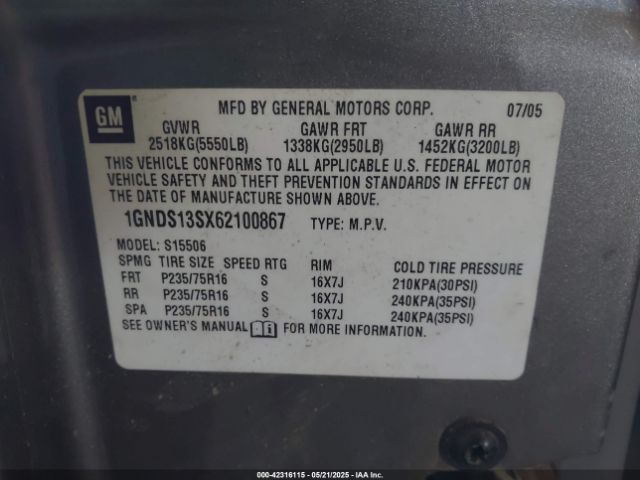 GM
MFD BY GENERAL MOTORS CORP. 07/05
GVWR GAWR FRT GAWR RR
2518KG(5550LB) 1338KG(2950LB) 1452KG(3200LB)
THIS VEHICLE CONFORMS TO ALL APPLICABLE U.S. FEDERAL MOTOR
VEHICLE SAFETY AND THEFT PREVENTION STANDARDS IN EFFECT ON
THE DATE OF MANUFACTURE SHOWN ABOVE.
1GNDS13SX62100867 TYPE: M.P.V.
MODEL: S15506
SPMG TIRE SIZE SPEED RTG RIM COLD TIRE PRESSURE
FRT P235/75R16 S 16X7J 210KPA(30PSI)
RR P235/75R16 S 16X7J 240KPA(35PSI)
SPA P235/75R16 S 16X7J 240KPA(35PSI)
SEE OWNER'S MANUAL i FOR MORE INFORMATION.
000-42316115 - 05/21/2025 - IAAI.COM